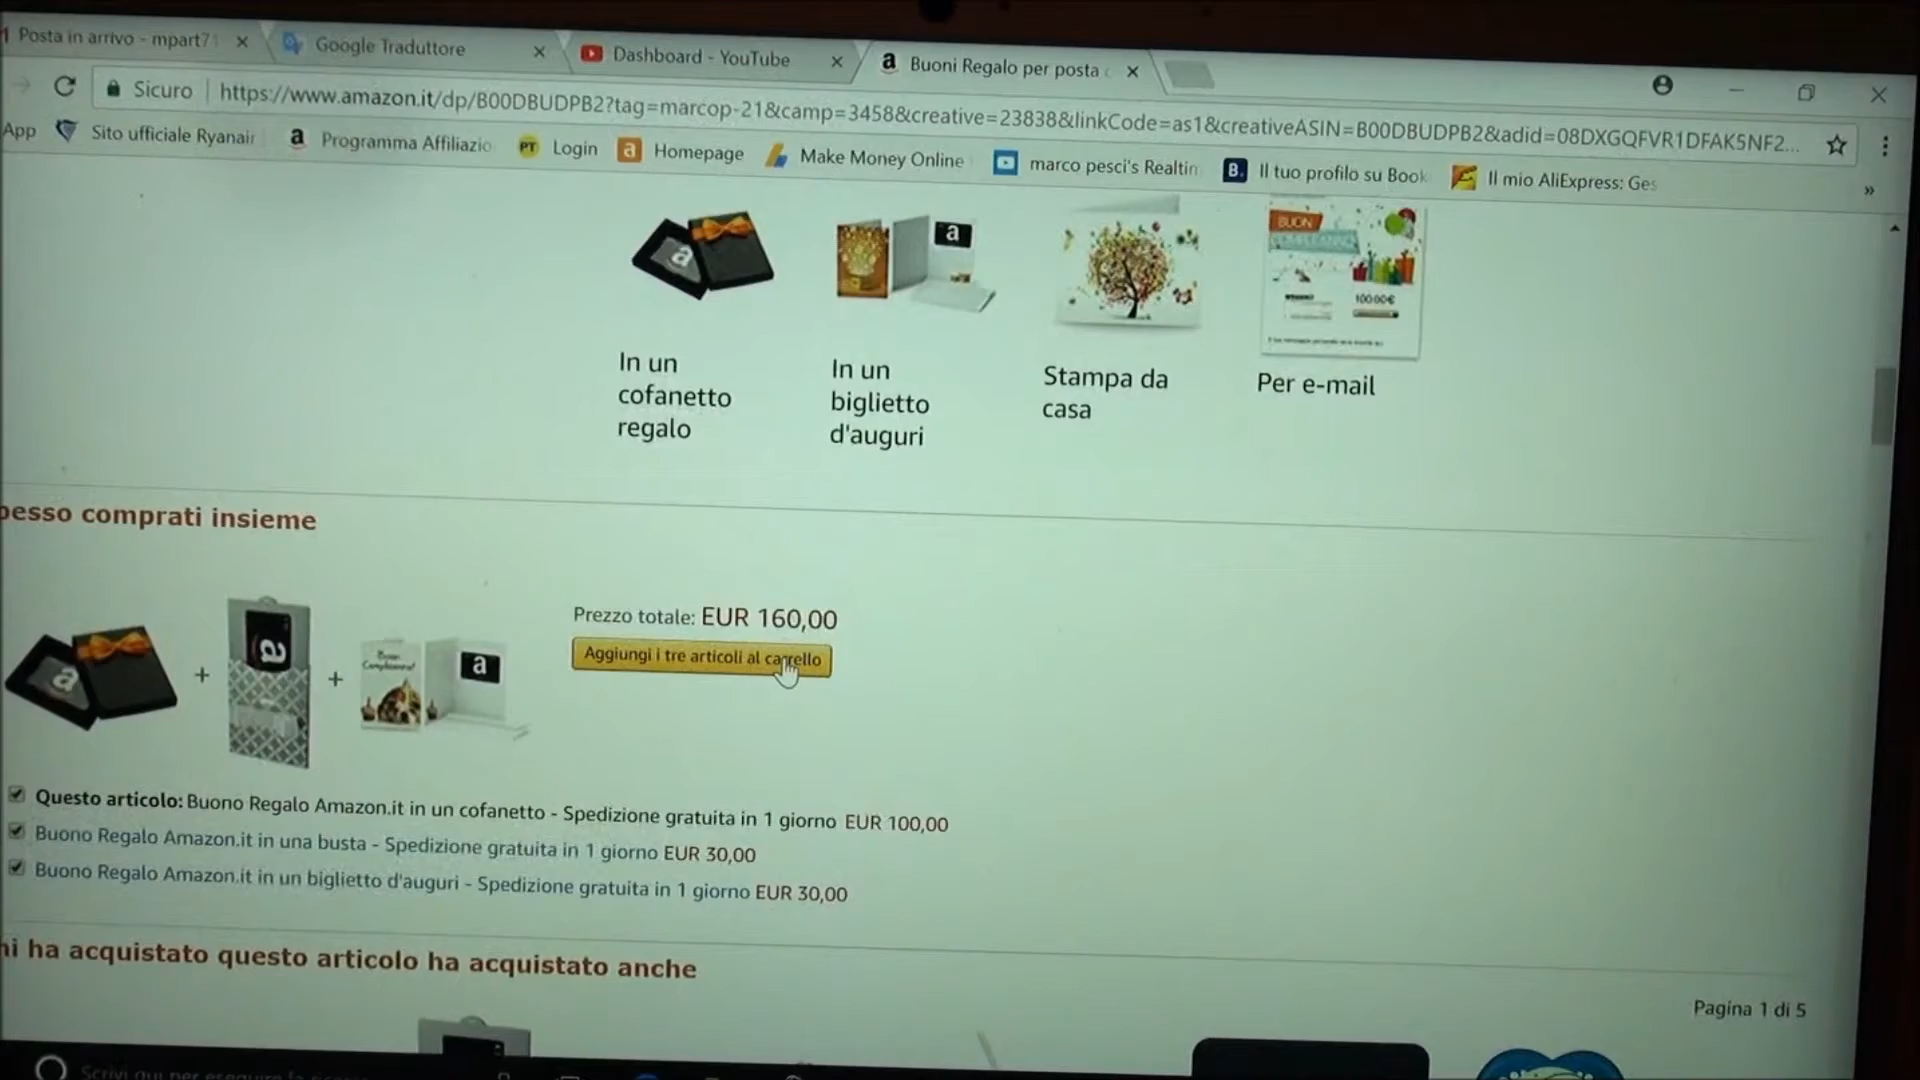 Posta in arrivo - mpart7
Google Traduttore
Dashboard - YouTube
Buoni Regalo per posta
Sicuro
https://www.amazon.it/dp/B00DBUDPB2?tag=marcop-21&camp=3458&creative=23838&linkCode=as1&creativeASIN=B00DBUDPB2&adid=08DXGQFVR1DFAK5NF2...
App
Sito ufficiale Ryanair
Programma Affiliazio
Login
Homepage
Make Money Online
marco pesci's Realtin
B.
Il tuo profilo su Book
Il mio AliExpress: Ges
BUON
100.00€
In un
cofanetto
regalo
In un
biglietto
d'auguri
Stampa da
casa
Per e-mail
pesso comprati insieme
Prezzo totale: EUR 160,00
Aggiungi i tre articoli al carrello
Questo articolo: Buono Regalo Amazon.it in un cofanetto - Spedizione gratuita in 1 giorno EUR 100,00
Buono Regalo Amazon.it in una busta - Spedizione gratuita in 1 giorno EUR 30,00
Buono Regalo Amazon.it in un biglietto d'auguri - Spedizione gratuita in 1 giorno EUR 30,00
hi ha acquistato questo articolo ha acquistato anche
Pagina 1 di 5